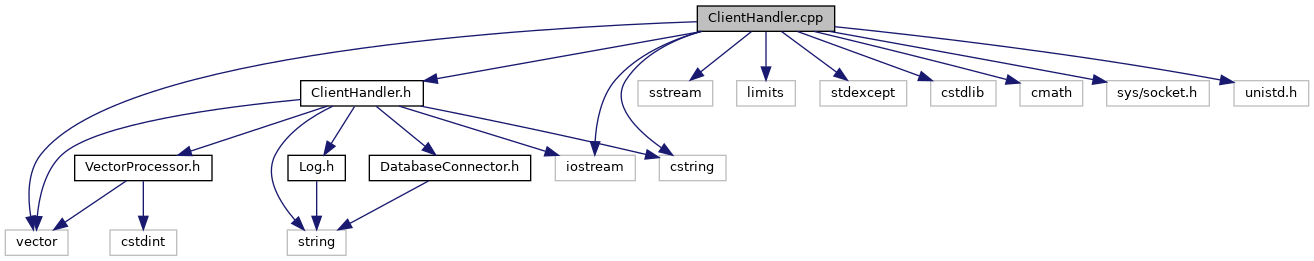 ClientHandler.cpp
ClientHandler.h
sstream
limits
stdexcept
cstdlib
cmath
sys/socket.h
unistd.h
VectorProcessor.h
Log.h
DatabaseConnector.h
iostream
cstring
vector
cstdint
string